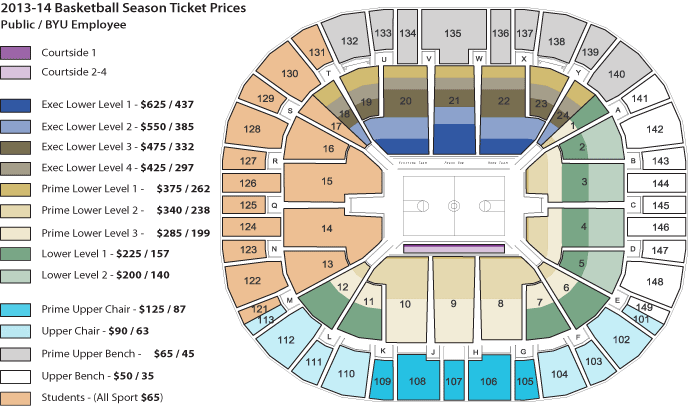 2013-14 Basketball Season Ticket Prices
Public / BYU Employee
Courtside 1
Courtside 2-4
Exec Lower Level 1 - $625 / 437
Exec Lower Level 2 - $550 / 385
Exec Lower Level 3 - $475 / 332
Exec Lower Level 4 - $425 / 297
Prime Lower Level 1 - $375 / 262
Prime Lower Level 2 - $340 / 238
Prime Lower Level 3 - $285 / 199
Lower Level 1 - $225 / 157
Lower Level 2 - $200 / 140
Prime Upper Chair - $125 / 87
Upper Chair - $90 / 63
Prime Upper Bench - $65 / 45
Upper Bench - $50 / 35
Students - (All Sport $65)
131 132 133 134 135 136 137 138 139 140
T U V W X Y
130 141
129 S 19 20 21 22 23 A
18 24
128 17 1 142
16 2
127 R B 143
Visiting Team Press Row Home Team
126 15 3 144
125 Q C 145
124 14 4 146
123 N D 147
13 5
122 12 6 148
11 10 9 8 7
121 M E 149
113 101
112 L F 102
K J H G
111 110 109 108 107 106 105 104 103